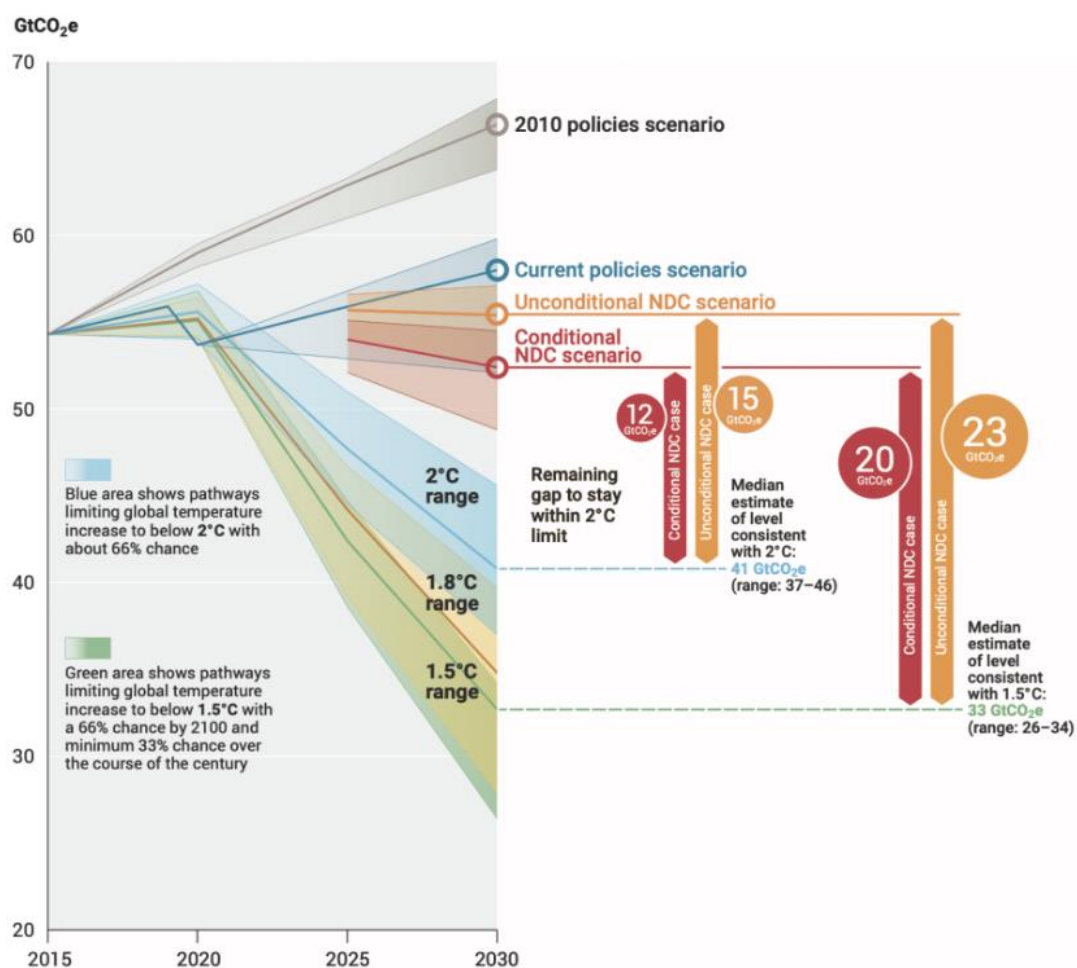 GtCO₂e
70
60
50
40
30
20
2015
2020
2025
2030
2010 policies scenario
Current policies scenario
Unconditional NDC scenario
Conditional
NDC scenario
2°C
range
1.8°C
range
1.5°C
range
Blue area shows pathways
limiting global temperature
increase to below 2°C with
about 66% chance
Green area shows pathways
limiting global temperature
increase to below 1.5°C with
a 66% chance by 2100 and
minimum 33% chance over
the course of the century
Remaining
gap to stay
within 2°C
limit
12
GtCO₂e
Conditional NDC case
15
GtCO₂e
Unconditional NDC case
Median
estimate
of level
consistent
with 2°C:
41 GtCO₂e
(range: 37–46)
20
GtCO₂e
Conditional NDC case
23
GtCO₂e
Unconditional NDC case
Median
estimate
of level
consistent
with 1.5°C:
33 GtCO₂e
(range: 26–34)